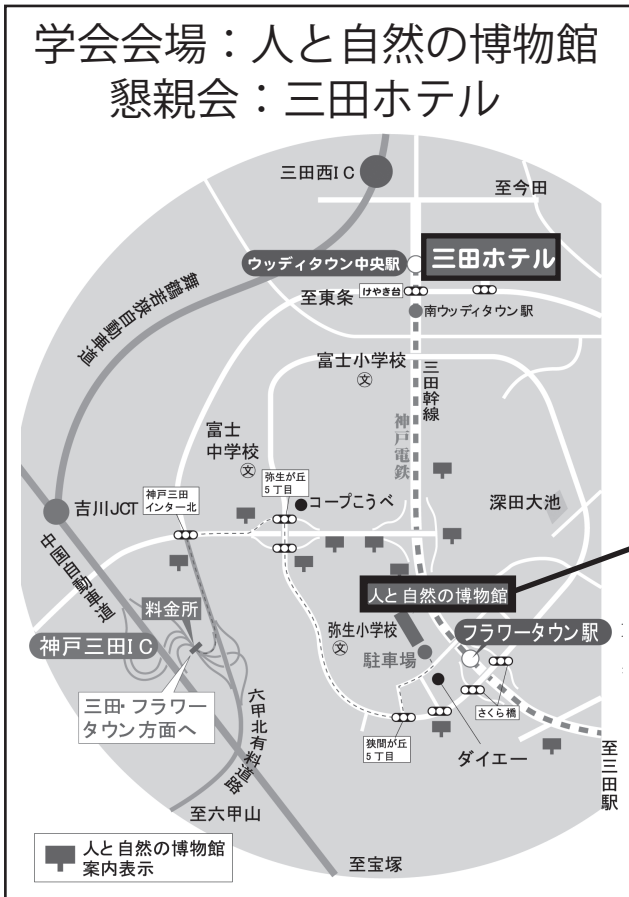 学会会場：人と自然の博物館
懇親会：三田ホテル
三田西IC
至今田
ウッディタウン中央駅
三田ホテル
至東条
けやき台
南ウッディタウン駅
舞鶴若狭自動車道
富士小学校
文
三田幹線
神戸電鉄
富士
中学校
文
弥生が丘
5丁目
コープこうべ
深田大池
吉川JCT
神戸三田
インター北
中国自動車道
料金所
人と自然の博物館
神戸三田IC
弥生小学校
文
駐車場
フラワータウン駅
三田・フラワー
タウン方面へ
六甲北有料道路
さくら橋
狭間が丘
5丁目
ダイエー
至三田駅
至六甲山
人と自然の博物館
案内表示
至宝塚